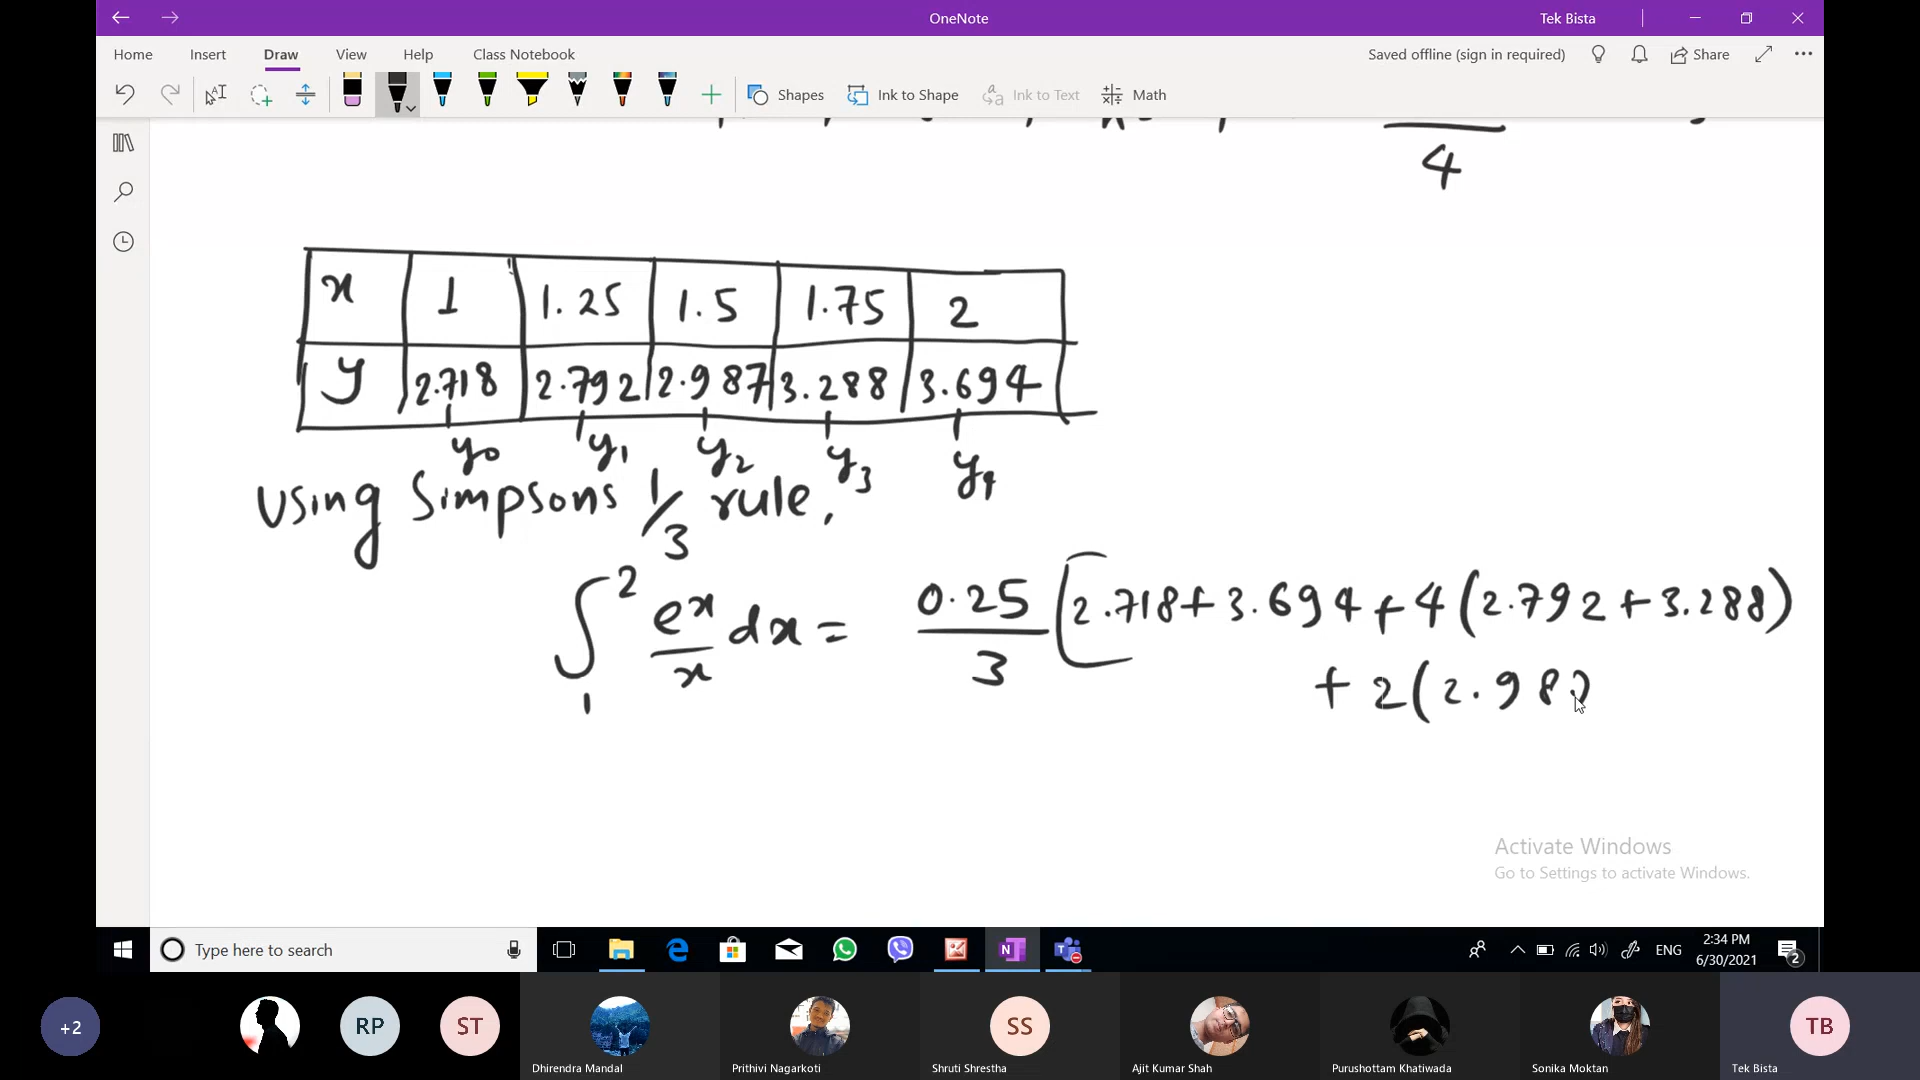 OneNote
Tek Bista
Home Insert Draw View Help Class Notebook
Saved offline (sign in required) Share
Shapes Ink to Shape Ink to Text Math
4
x 1 1.25 1.5 1.75 2
y 2.718 2.792 2.987 3.288 3.694
y0 y1 y2 y3 y4
Using Simpsons 1/3 rule,
∫₁² eˣ/x dx = 0.25/3 [2.718+3.694+4(2.792+3.288)
+2(2.98
Activate Windows
Go to Settings to activate Windows.
Type here to search
ENG
2:34 PM
6/30/2021
2
+2
RP
ST
SS
TB
Dhirendra Mandal
Prithivi Nagarkoti
Shruti Shrestha
Ajit Kumar Shah
Purushottam Khatiwada
Sonika Moktan
Tek Bista